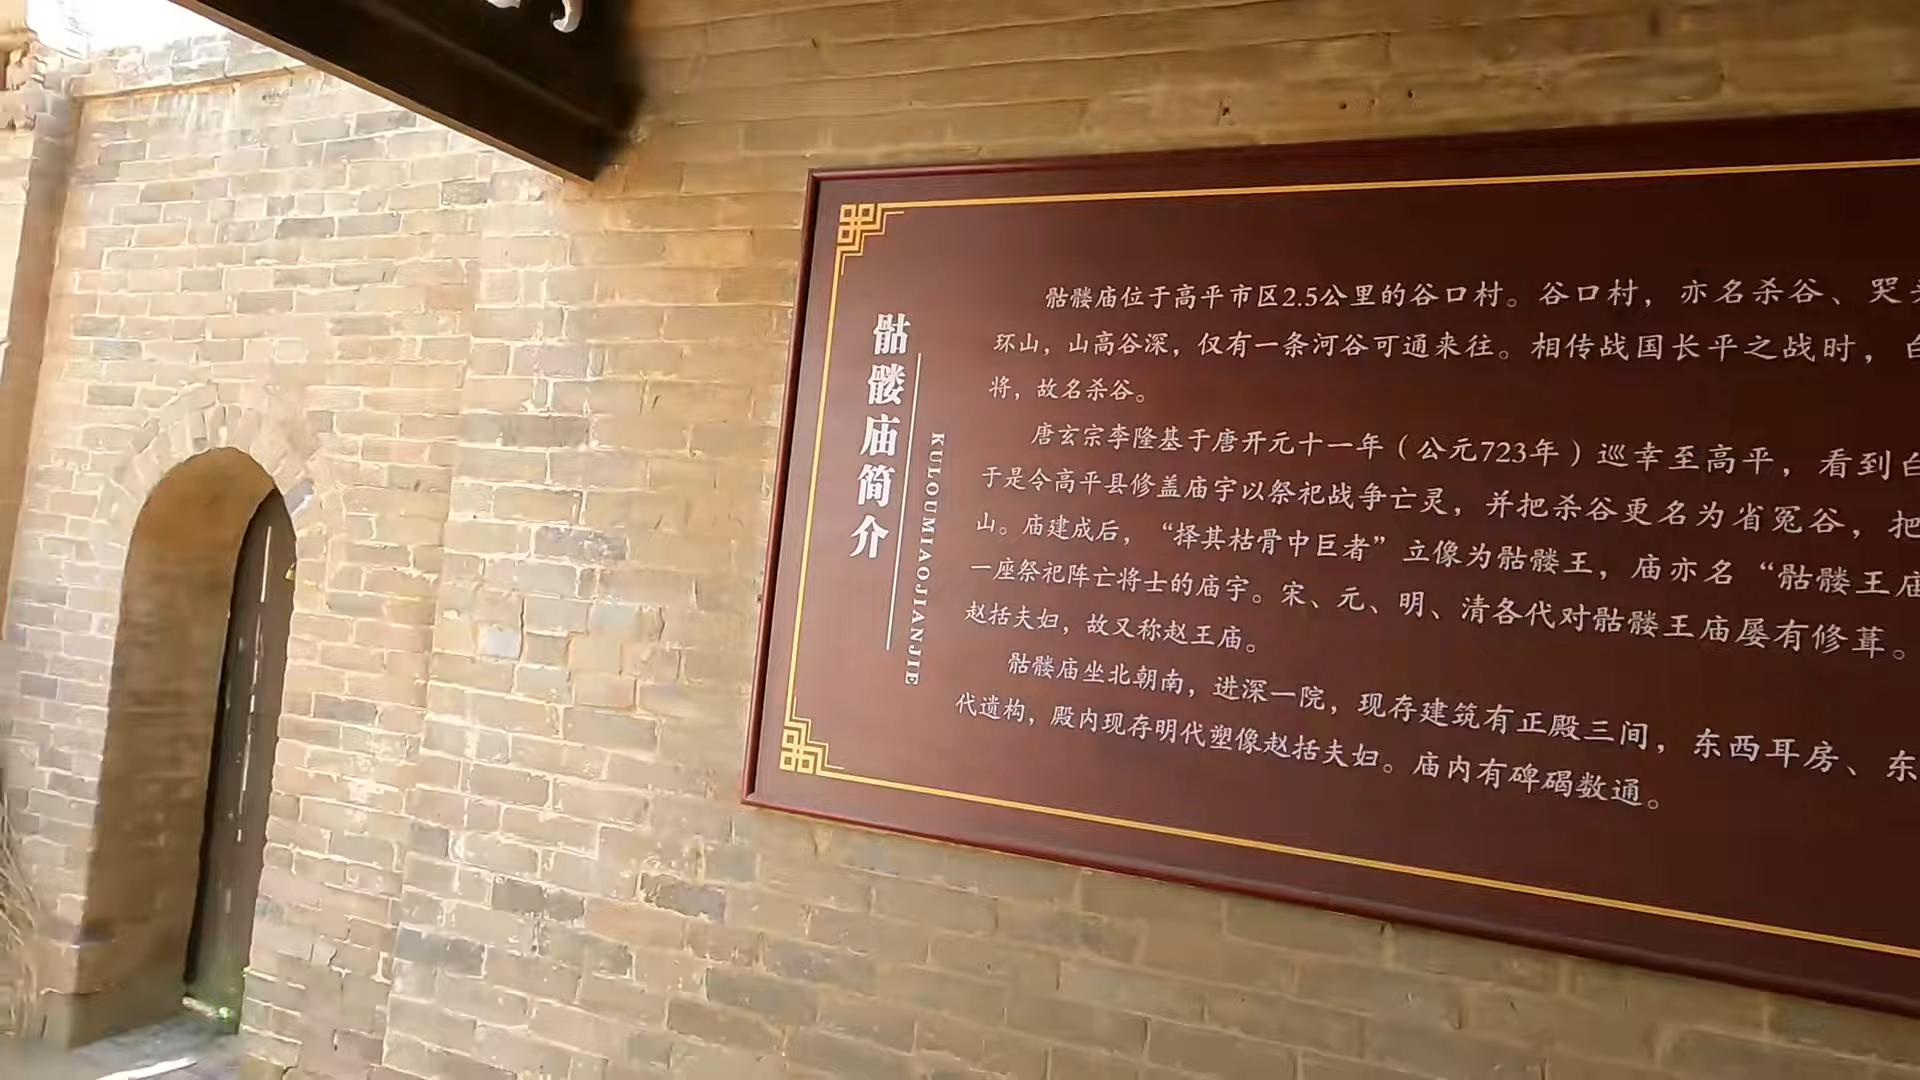 骷髅庙简介
KULOUMIAOJIANJIE
骷髅庙位于高平市区2.5公里的谷口村。谷口村，亦名杀谷、哭
环山，山高谷深，仅有一条河谷可通来往。相传战国长平之战时，白
将，故名杀谷。
唐玄宗李隆基于唐开元十一年（公元723年）巡幸至高平，看到白
于是令高平县修盖庙宇以祭祀战争亡灵，并把杀谷更名为省冤谷，把
山。庙建成后，“择其枯骨中巨者”立像为骷髅王，庙亦名“骷髅王庙
一座祭祀阵亡将士的庙宇。宋、元、明、清各代对骷髅王庙屡有修葺。
赵括夫妇，故又称赵王庙。
骷髅庙坐北朝南，进深一院，现存建筑有正殿三间，东西耳房、东
代遗构，殿内现存明代塑像赵括夫妇。庙内有碑碣数通。